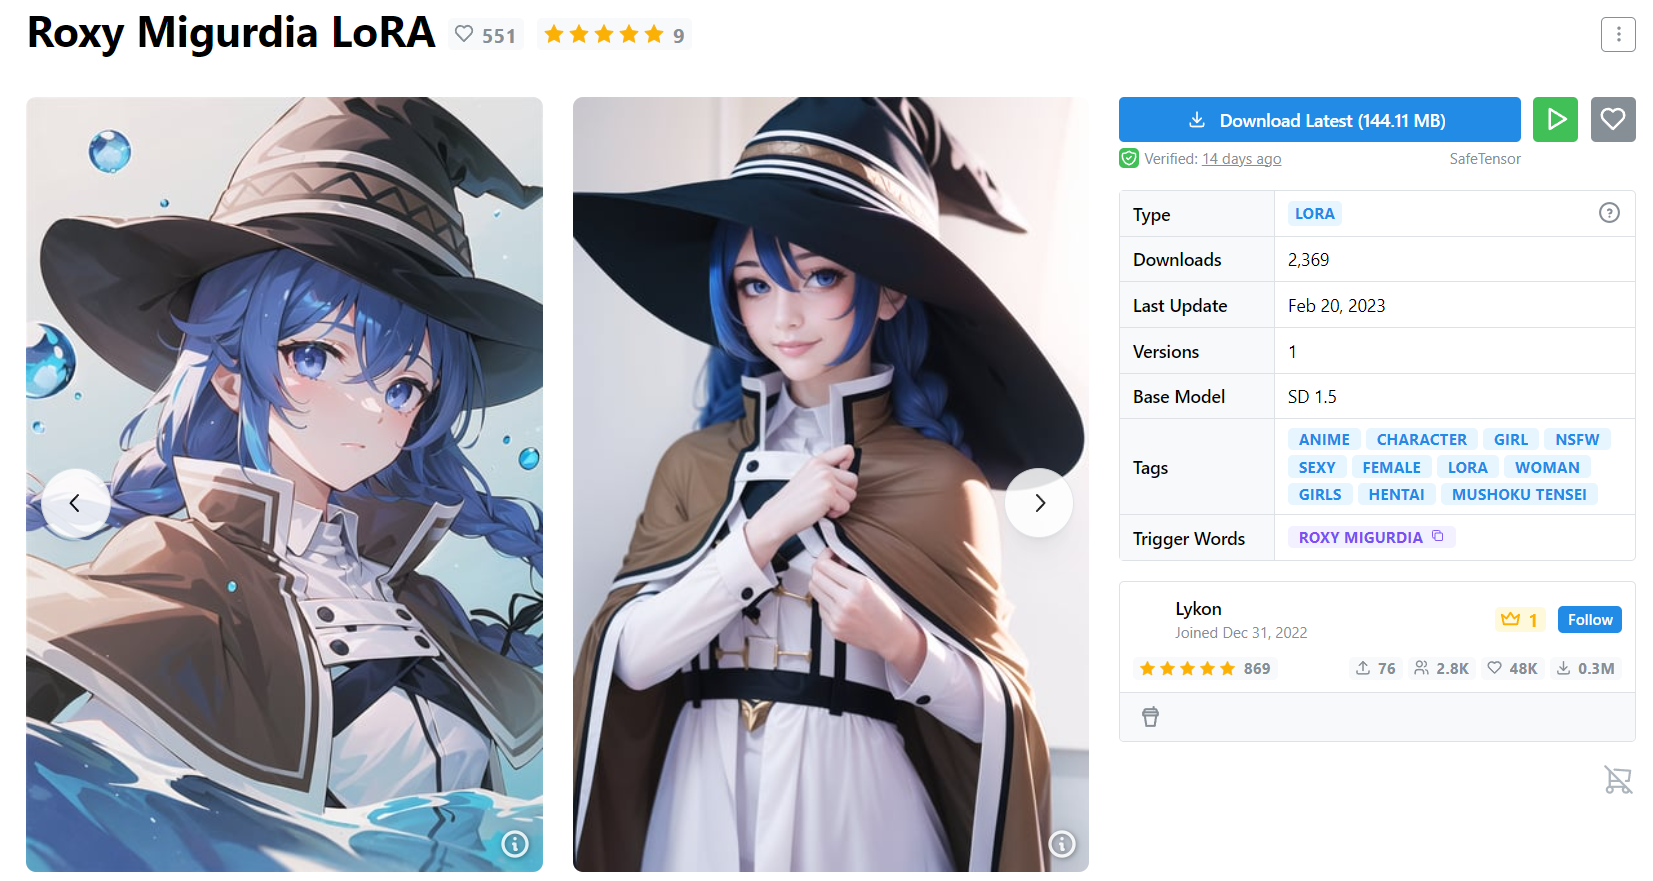 Roxy Migurdia LoRA 551 9
Download Latest (144.11 MB)
Verified: 14 days ago SafeTensor
Type LORA
Downloads 2,369
Last Update Feb 20, 2023
Versions 1
Base Model SD 1.5
Tags ANIME CHARACTER GIRL NSFW
SEXY FEMALE LORA WOMAN
GIRLS HENTAI MUSHOKU TENSEI
Trigger Words ROXY MIGURDIA
Lykon
Joined Dec 31, 2022
1 Follow
869 76 2.8K 48K 0.3M